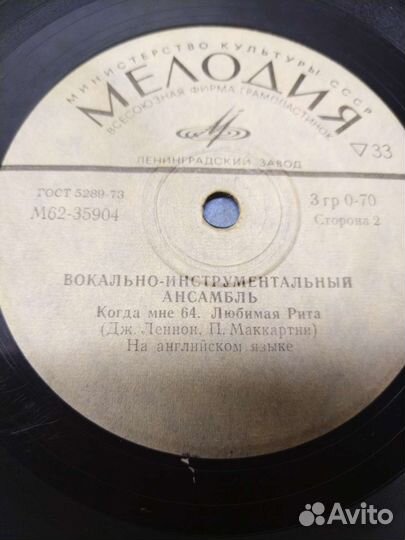 МИНИСТЕРСТВО КУЛЬТУРЫ СССР
МЕЛОДИЯ
ВСЕСОЮЗНАЯ ФИРМА ГРАМПЛАСТИНОК
ЛЕНИНГРАДСКИЙ ЗАВОД
▽33
ГОСТ 5289-73
М62-35904
3 гр 0-70
Сторона 2
ВОКАЛЬНО-ИНСТРУМЕНТАЛЬНЫЙ
АНСАМБЛЬ
Когда мне 64. Любимая Рита
(Дж. Леннон, П. Маккартни)
На английском языке
Avito